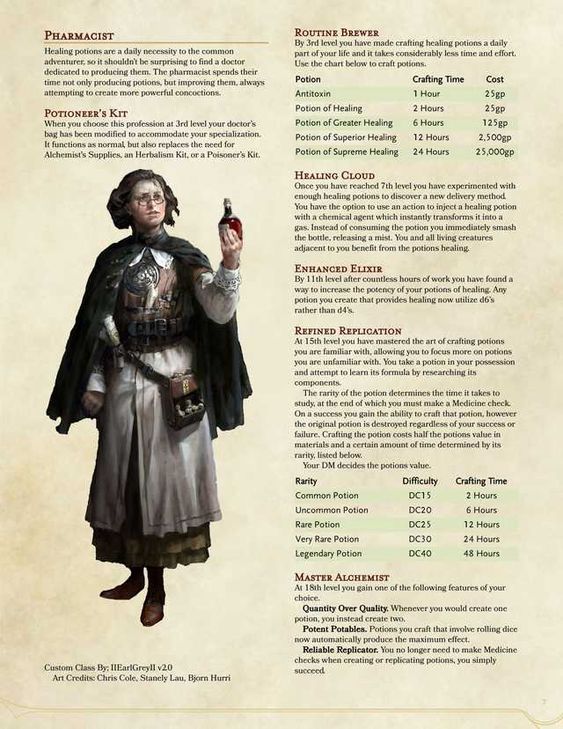 PHARMACIST
Healing potions are a daily necessity to the common
adventurer, so it shouldn't be surprising to find a doctor
dedicated to producing them. The pharmacist spends their
time not only producing potions, but improving them, always
attempting to create more powerful concoctions.
POTIONEER'S KIT
When you choose this profession at 3rd level your doctor's
bag has been modified to accommodate your specialization.
It functions as normal, but also replaces the need for
Alchemist's Supplies, an Herbalism Kit, or a Poisoner's Kit.
Custom Class By; IIEarlGreyII v2.0
Art Credits: Chris Cole, Stanely Lau, Bjorn Hurri
ROUTINE BREWER
By 3rd level you have made crafting healing potions a daily
part of your life and it takes considerably less time and effort.
Use the chart below to craft potions.
Potion Crafting Time Cost
Antitoxin 1 Hour 25gp
Potion of Healing 2 Hours 25gp
Potion of Greater Healing 6 Hours 125gp
Potion of Superior Healing 12 Hours 2,500gp
Potion of Supreme Healing 24 Hours 25,000gp
HEALING CLOUD
Once you have reached 7th level you have experimented with
enough healing potions to discover a new delivery method.
You have the option to use an action to inject a healing potion
with a chemical agent which instantly transforms it into a
gas. Instead of consuming the potion you immediately smash
the bottle, releasing a mist. You and all living creatures
adjacent to you benefit from the potions healing.
ENHANCED ELIXIR
By 11th level after countless hours of work you have found a
way to increase the potency of your potions of healing. Any
potion you create that provides healing now utilize d6's
rather than d4's.
REFINED REPLICATION
At 15th level you have mastered the art of crafting potions
you are familiar with, allowing you to focus more on potions
you are unfamiliar with. You take a potion in your possession
and attempt to learn its formula by researching its
components.
The rarity of the potion determines the time it takes to
study, at the end of which you must make a Medicine check.
On a success you gain the ability to craft that potion, however
the original potion is destroyed regardless of your success or
failure. Crafting the potion costs half the potions value in
materials and a certain amount of time determined by its
rarity, listed below.
Your DM decides the potions value.
Rarity Difficulty Crafting Time
Common Potion DC15 2 Hours
Uncommon Potion DC20 6 Hours
Rare Potion DC25 12 Hours
Very Rare Potion DC30 24 Hours
Legendary Potion DC40 48 Hours
MASTER ALCHEMIST
At 18th level you gain one of the following features of your
choice.
Quantity Over Quality. Whenever you would create one
potion, you instead create two.
Potent Potables. Potions you craft that involve rolling dice
now automatically produce the maximum effect.
Reliable Replicator. You no longer need to make Medicine
checks when creating or replicating potions, you simply
succeed.
7